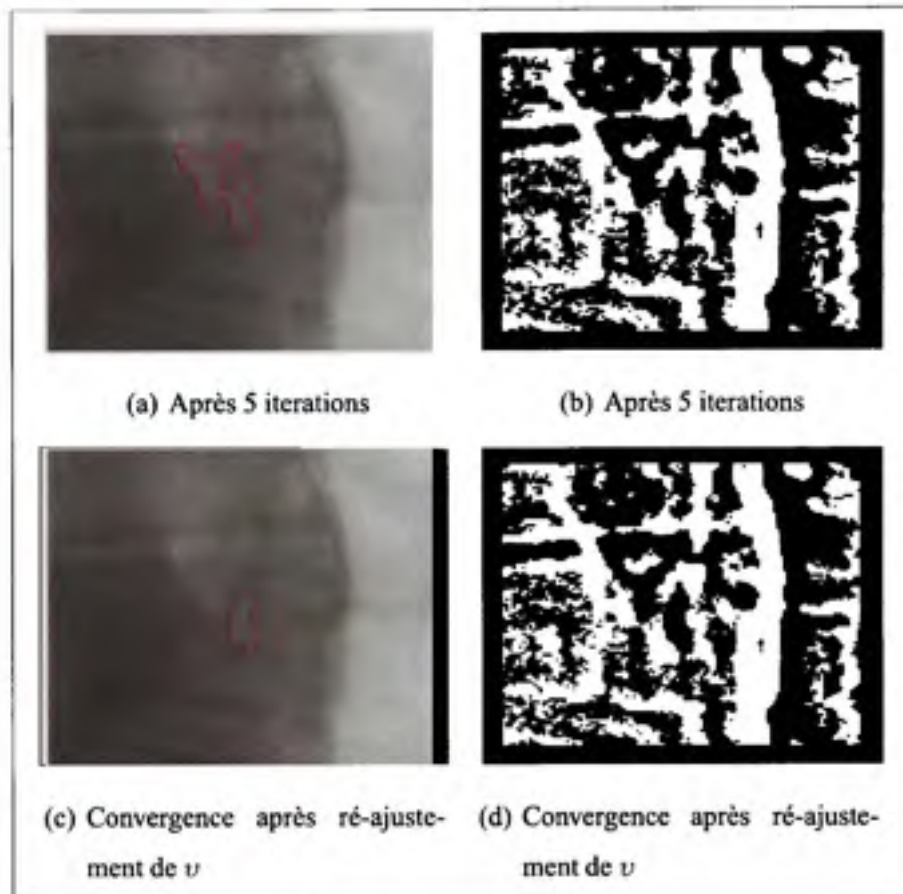 (a) Après 5 iterations
(b) Après 5 iterations
(c) Convergence après ré-ajuste-
ment de υ
(d) Convergence après ré-ajuste-
ment de υ